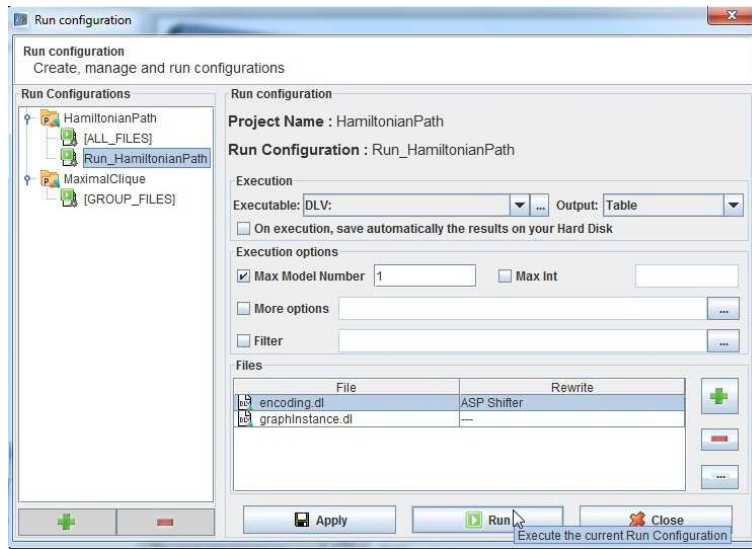 Run configuration
Run configuration
Create, manage and run configurations
Run Configurations
HamiltonianPath
[ALL_FILES]
Run_HamiltonianPath
MaximalClique
[GROUP_FILES]
Run configuration
Project Name : HamiltonianPath
Run Configuration : Run_HamiltonianPath
Execution
Executable: DLV: ... Output: Table
On execution, save automatically the results on your Hard Disk
Execution options
Max Model Number 1 Max Int
More options ...
Filter ...
Files
File Rewrite
encoding.dl ASP Shifter
graphInstance.dl ---
...
Apply Run Close
Execute the current Run Configuration